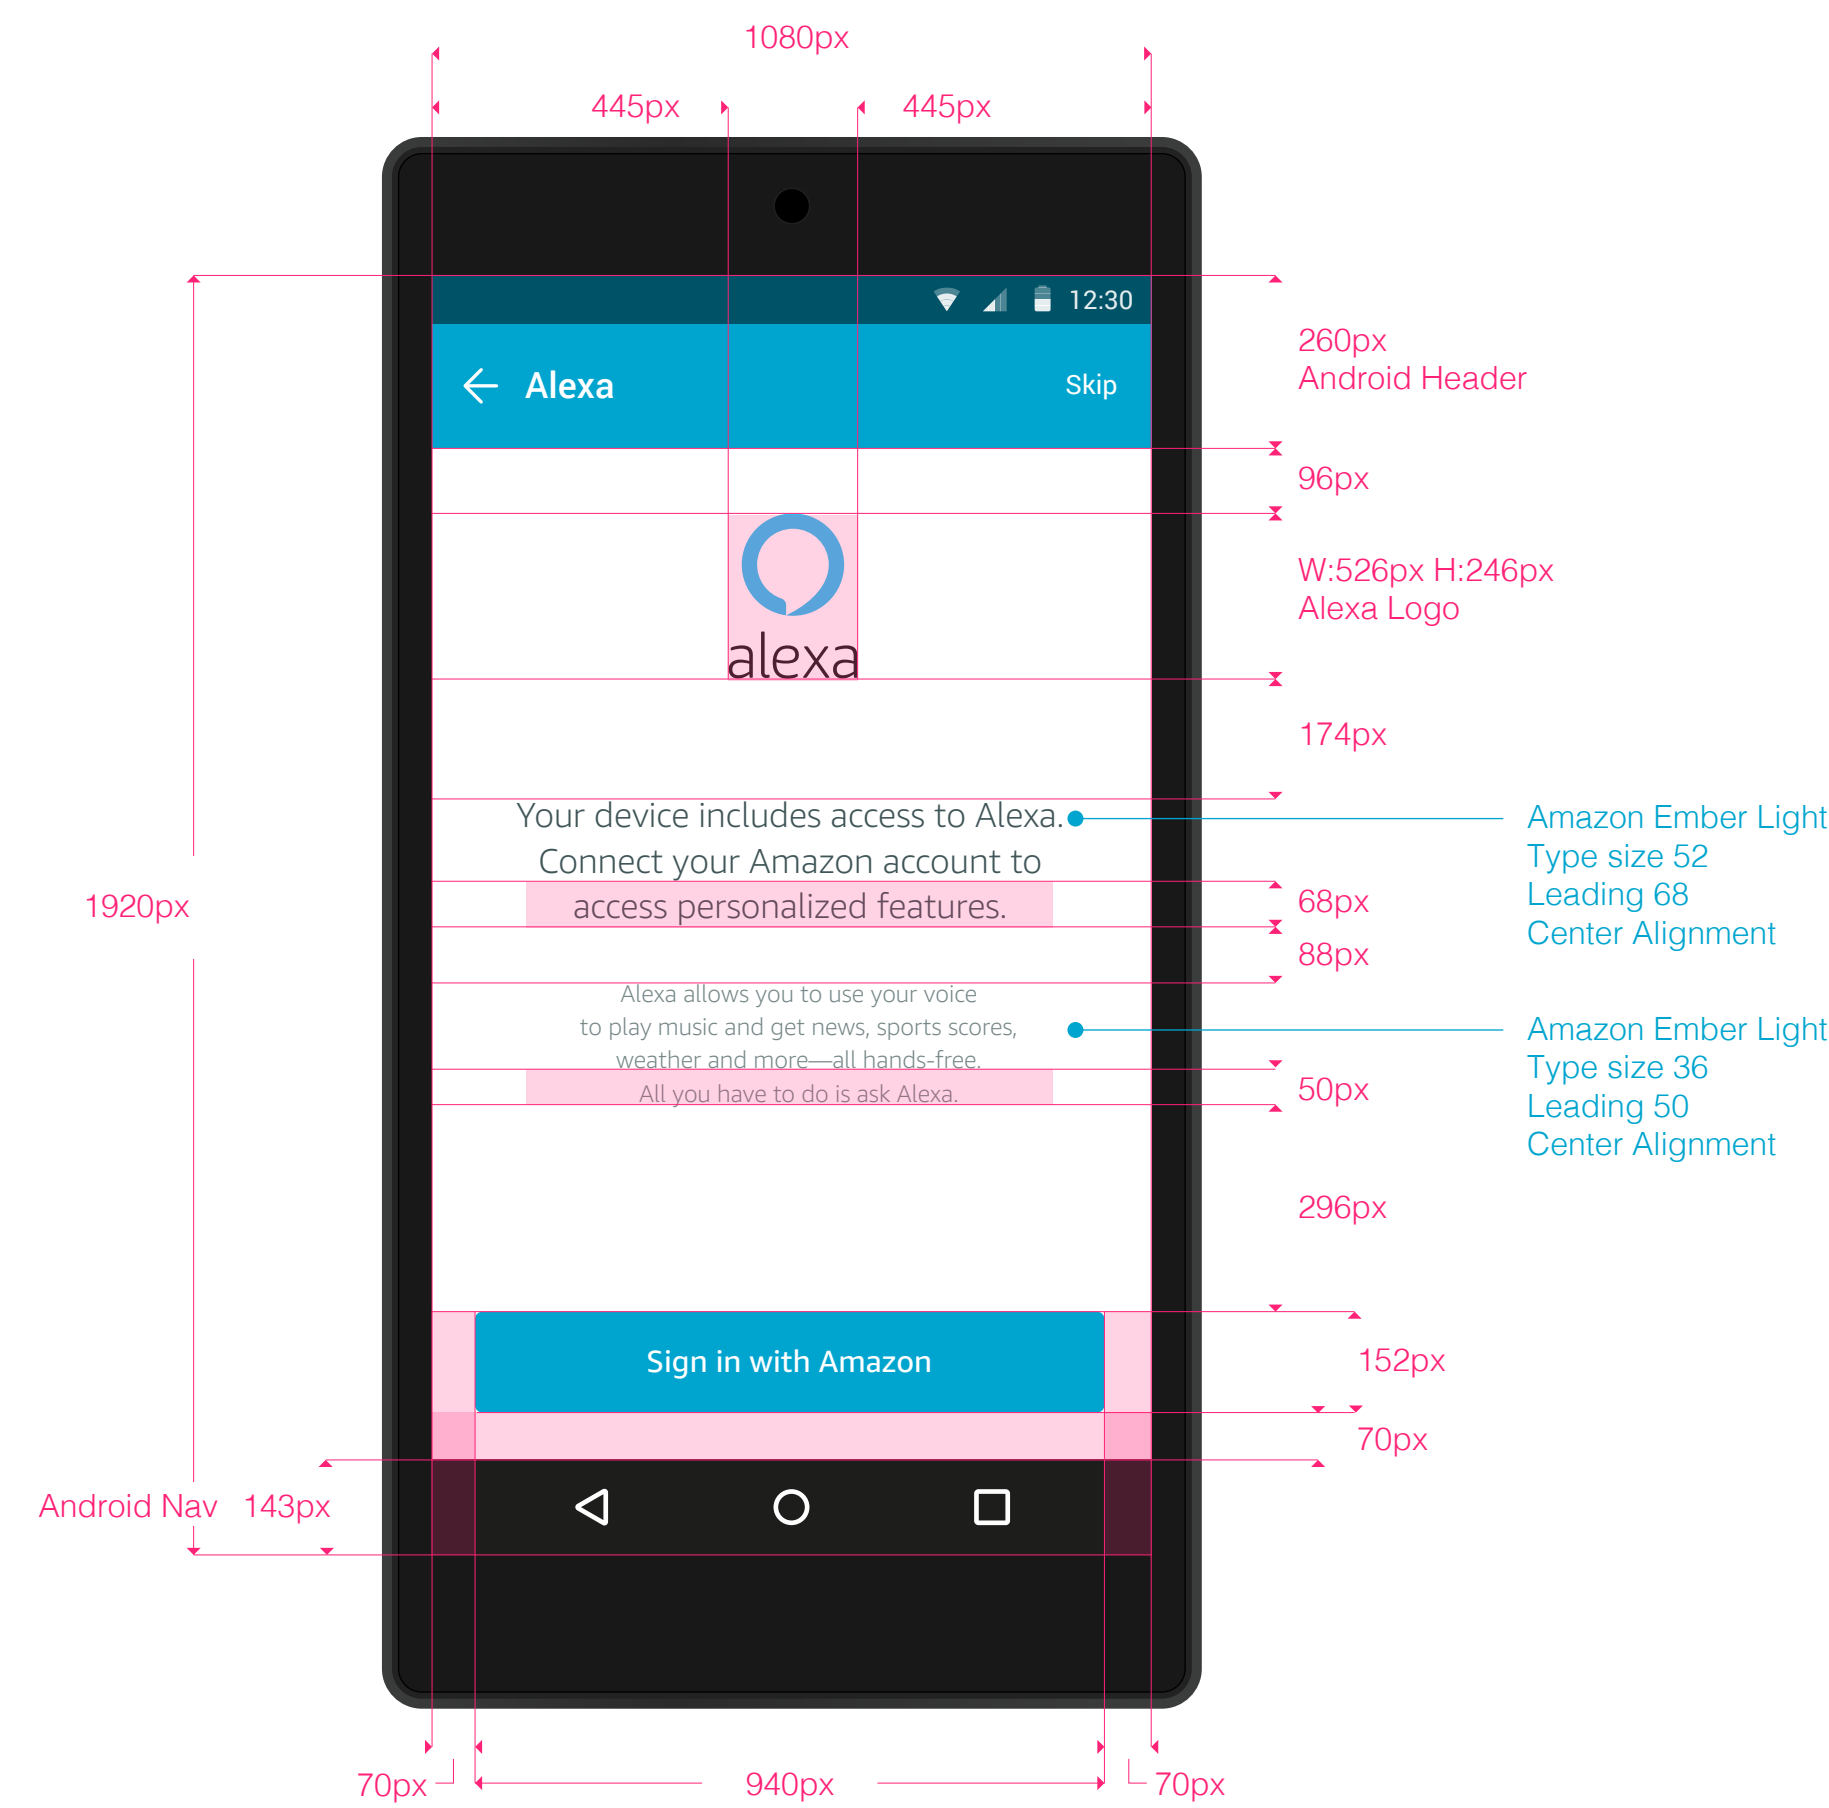 1080px
445px
445px
12:30
Alexa
Skip
260px
Android Header
96px
W:526px H:246px
Alexa Logo
alexa
174px
Your device includes access to Alexa.
Connect your Amazon account to
access personalized features.
Amazon Ember Light
Type size 52
Leading 68
Center Alignment
1920px
68px
88px
Alexa allows you to use your voice
to play music and get news, sports scores,
weather and more—all hands-free.
All you have to do is ask Alexa.
Amazon Ember Light
Type size 36
Leading 50
Center Alignment
50px
296px
Sign in with Amazon
152px
70px
Android Nav 143px
70px
940px
70px